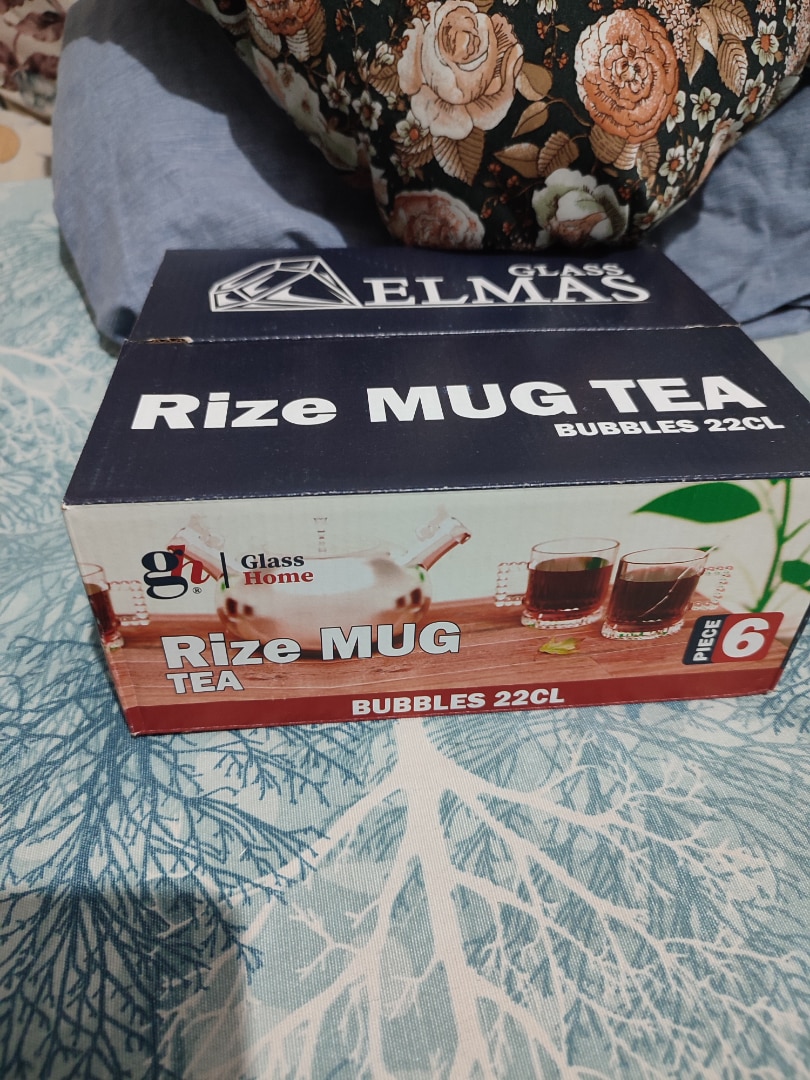 GLASS
ELMAS
Rize MUG TEA
BUBBLES 22CL
gh
®
Glass
Home
Rize MUG
TEA
PIECE 6
BUBBLES 22CL